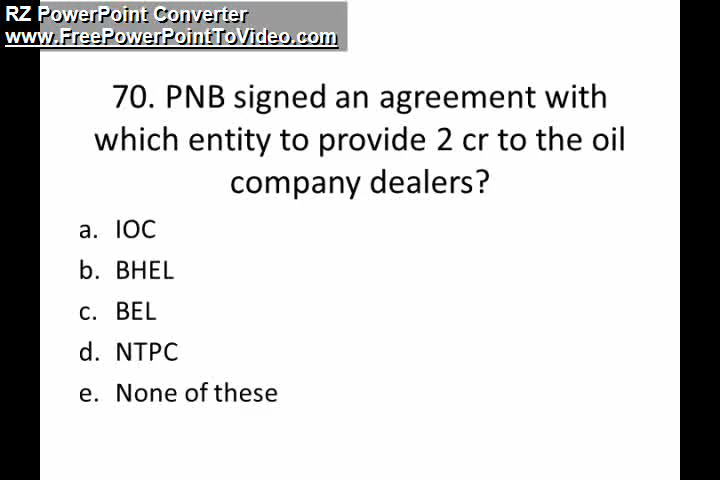 RZ PowerPoint Converter
www.FreePowerPointToVideo.com
70. PNB signed an agreement with
which entity to provide 2 cr to the oil
company dealers?
a. IOC
b. BHEL
c. BEL
d. NTPC
e. None of these